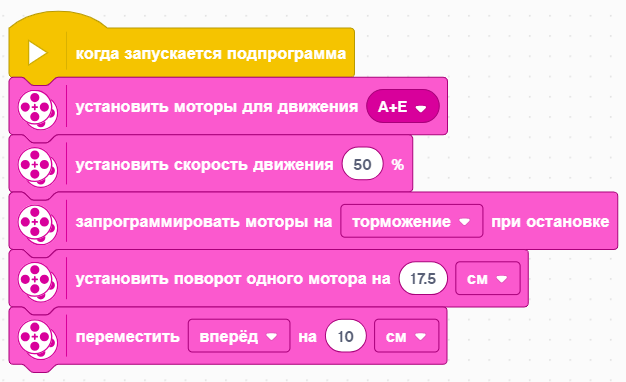 когда запускается подпрограмма
установить моторы для движения A+E
установить скорость движения 50 %
запрограммировать моторы на торможение при остановке
установить поворот одного мотора на 17.5 см
переместить вперёд на 10 см